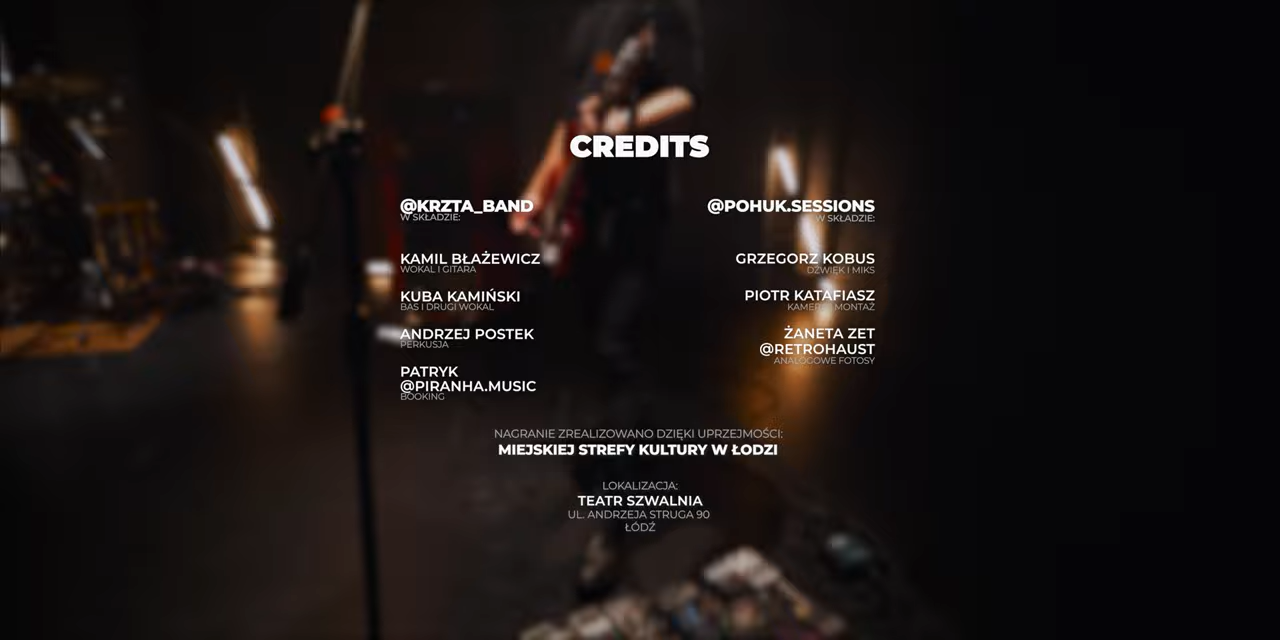 CREDITS
@KRZTA_BAND
W SKŁADZIE:
KAMIL BŁAŻEWICZ
WOKAL I GITARA
KUBA KAMIŃSKI
BAS I DRUGI WOKAL
ANDRZEJ POSTEK
PERKUSJA
PATRYK
@PIRANHA.MUSIC
BOOKING
@POHUK.SESSIONS
W SKŁADZIE:
GRZEGORZ KOBUS
DŹWIĘK I MIKS
PIOTR KATAFIASZ
KAMERY I MONTAŻ
ŻANETA ZET
@RETROHAUST
ANALOGOWE FOTOSY
NAGRANIE ZREALIZOWANO DZIĘKI UPRZEJMOŚCI:
MIEJSKIEJ STREFY KULTURY W ŁODZI
LOKALIZACJA:
TEATR SZWALNIA
UL. ANDRZEJA STRUGA 90
ŁÓDŹ